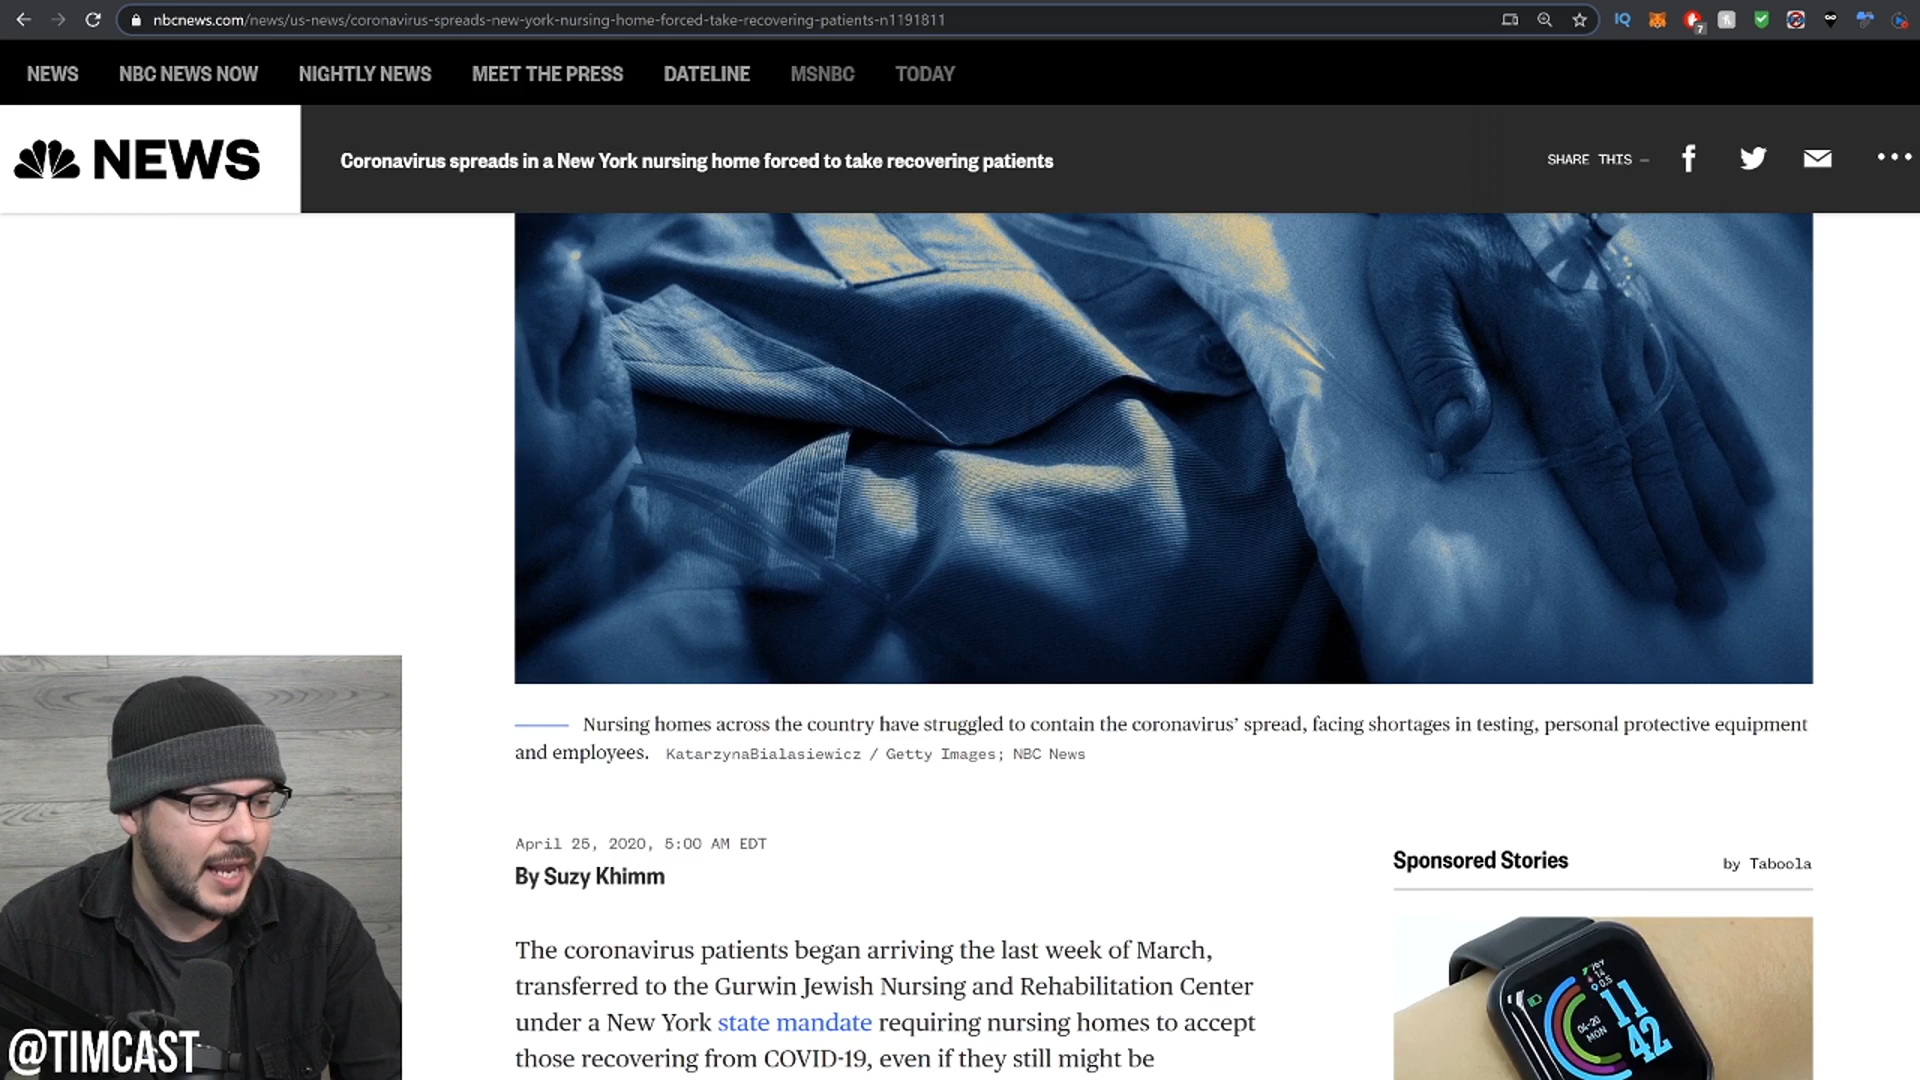 nbcnews.com/news/us-news/coronavirus-spreads-new-york-nursing-home-forced-take-recovering-patients-n1191811
IQ
7
NEWS NBC NEWS NOW NIGHTLY NEWS MEET THE PRESS DATELINE MSNBC TODAY
NEWS
Coronavirus spreads in a New York nursing home forced to take recovering patients
SHARE THIS —
Nursing homes across the country have struggled to contain the coronavirus’ spread, facing shortages in testing, personal protective equipment
and employees. KatarzynaBialasiewicz / Getty Images; NBC News
April 25, 2020, 5:00 AM EDT
By Suzy Khimm
Sponsored Stories
by Taboola
The coronavirus patients began arriving the last week of March,
transferred to the Gurwin Jewish Nursing and Rehabilitation Center
under a New York state mandate requiring nursing homes to accept
those recovering from COVID-19, even if they still might be
04-20
MON
11
42
@TIMCAST